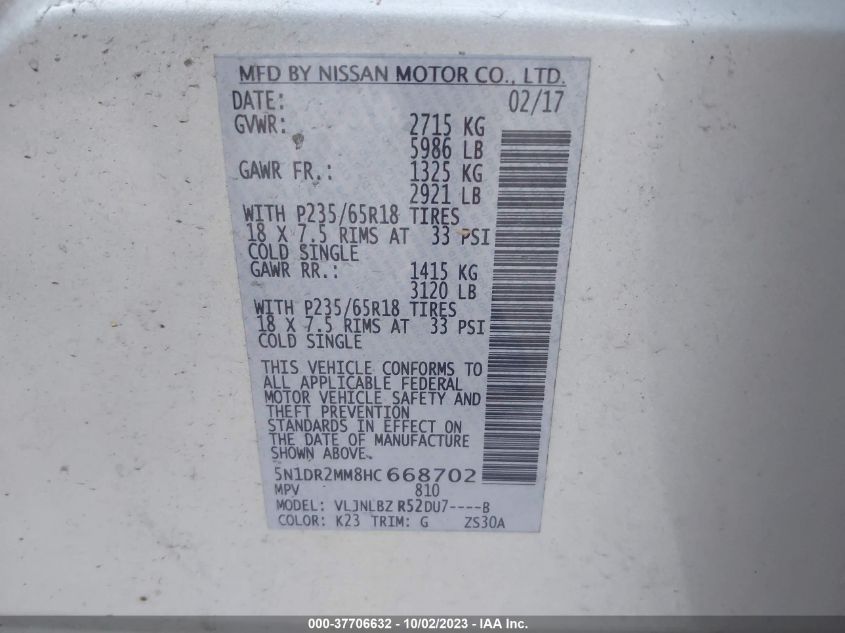 MFD BY NISSAN MOTOR CO., LTD.
DATE: 02/17
GVWR: 2715 KG
5986 LB
GAWR FR.: 1325 KG
2921 LB
WITH P235/65R18 TIRES
18 X 7.5 RIMS AT 33 PSI
COLD SINGLE
GAWR RR.: 1415 KG
3120 LB
WITH P235/65R18 TIRES
18 X 7.5 RIMS AT 33 PSI
COLD SINGLE
THIS VEHICLE CONFORMS TO
ALL APPLICABLE FEDERAL
MOTOR VEHICLE SAFETY AND
THEFT PREVENTION
STANDARDS IN EFFECT ON
THE DATE OF MANUFACTURE
SHOWN ABOVE.
5N1DR2MM8HC 668702
MPV 810
MODEL: VLJNLBZ R52DU7----B
COLOR: K23 TRIM: G ZS30A
000-37706632 - 10/02/2023 - IAA Inc.